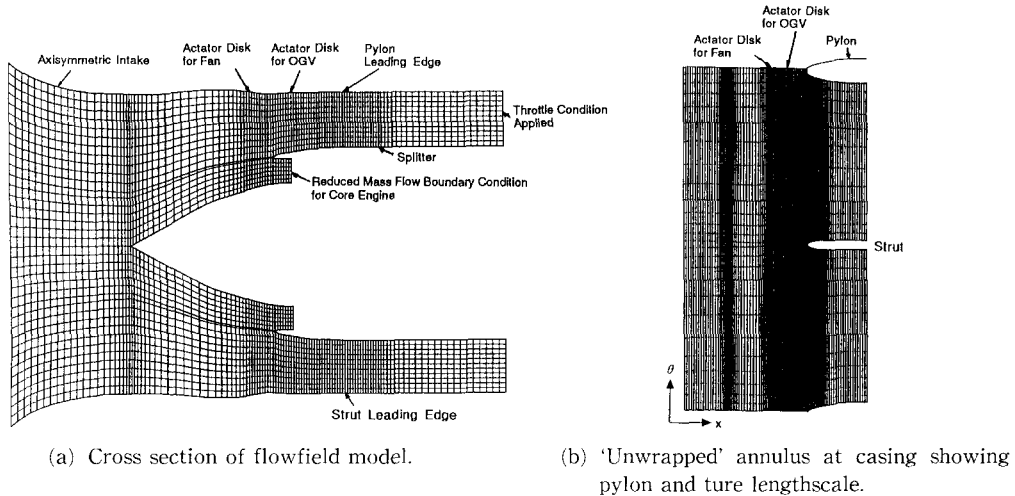 Axisymmetric Intake
Actator Disk
for Fan
Actator Disk
for OGV
Pylon
Leading Edge
Throttle Condition
Applied
Splitter
Reduced Mass Flow Boundary Condition
for Core Engine
Strut Leading Edge
(a) Cross section of flowfield model.
Actator Disk
for OGV
Actator Disk
for Fan
Pylon
Strut
θ
x
(b) 'Unwrapped' annulus at casing showing
pylon and ture lengthscale.